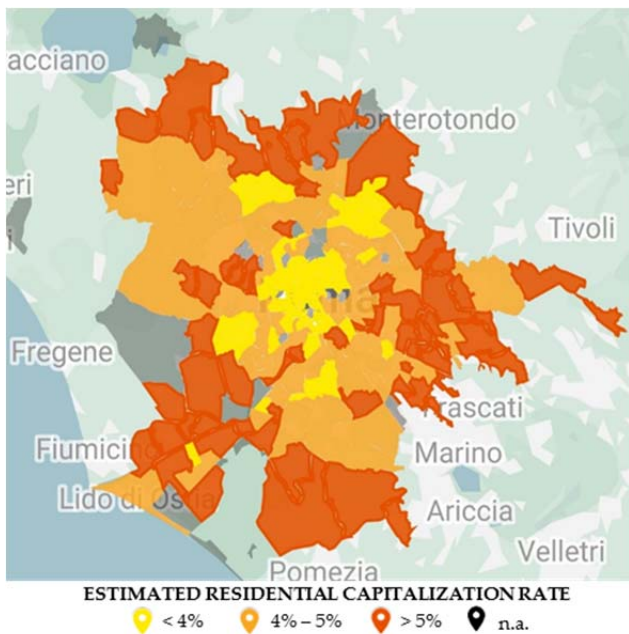 acciano
Monterotondo
eri
Tivoli
Fregene
Frascati
Fiumicino
Marino
Lido di Ostia
Ariccia
Velletri
Pomezia
ESTIMATED RESIDENTIAL CAPITALIZATION RATE
< 4% 4% – 5% > 5% n.a.